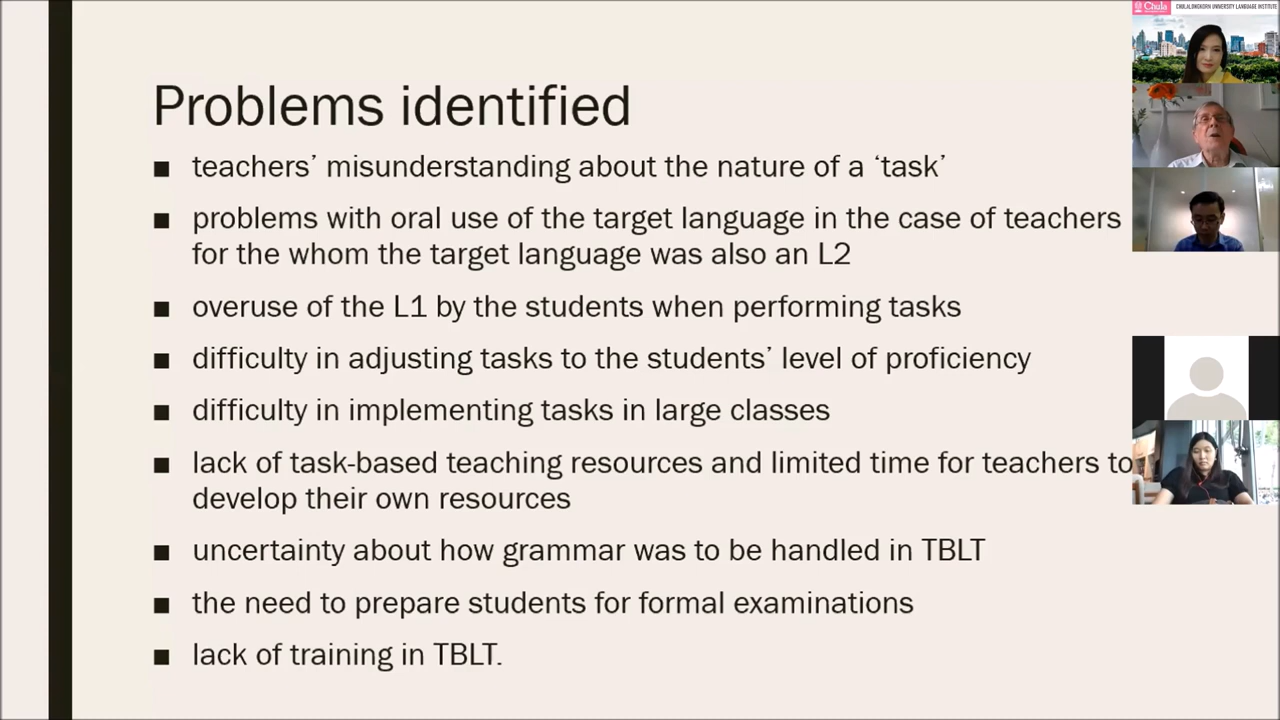 Chula
CHULALONGKORN UNIVERSITY LANGUAGE INSTITUTE
Problems identified
■ teachers’ misunderstanding about the nature of a ‘task’
■ problems with oral use of the target language in the case of teachers
for the whom the target language was also an L2
■ overuse of the L1 by the students when performing tasks
■ difficulty in adjusting tasks to the students’ level of proficiency
■ difficulty in implementing tasks in large classes
■ lack of task-based teaching resources and limited time for teachers to
develop their own resources
■ uncertainty about how grammar was to be handled in TBLT
■ the need to prepare students for formal examinations
■ lack of training in TBLT.